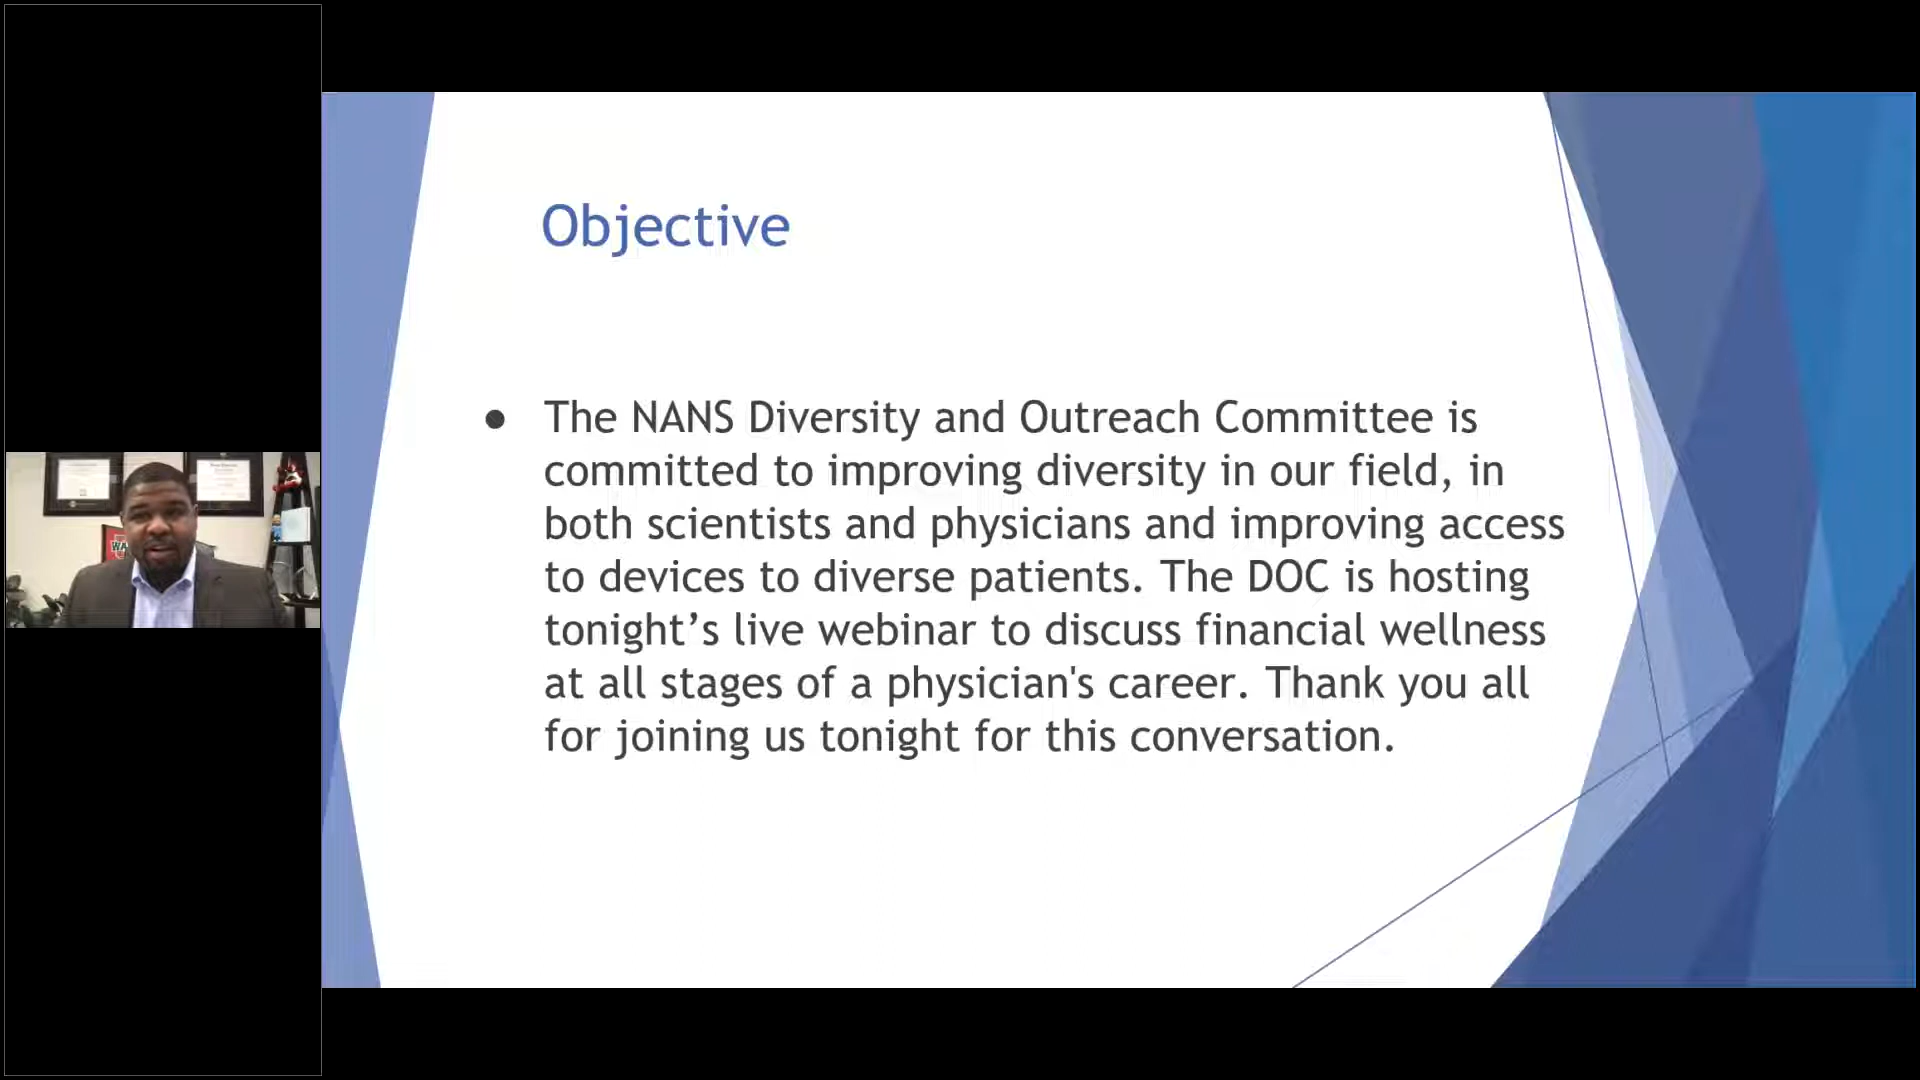 Objective
● The NANS Diversity and Outreach Committee is
committed to improving diversity in our field, in
both scientists and physicians and improving access
to devices to diverse patients. The DOC is hosting
tonight’s live webinar to discuss financial wellness
at all stages of a physician's career. Thank you all
for joining us tonight for this conversation.